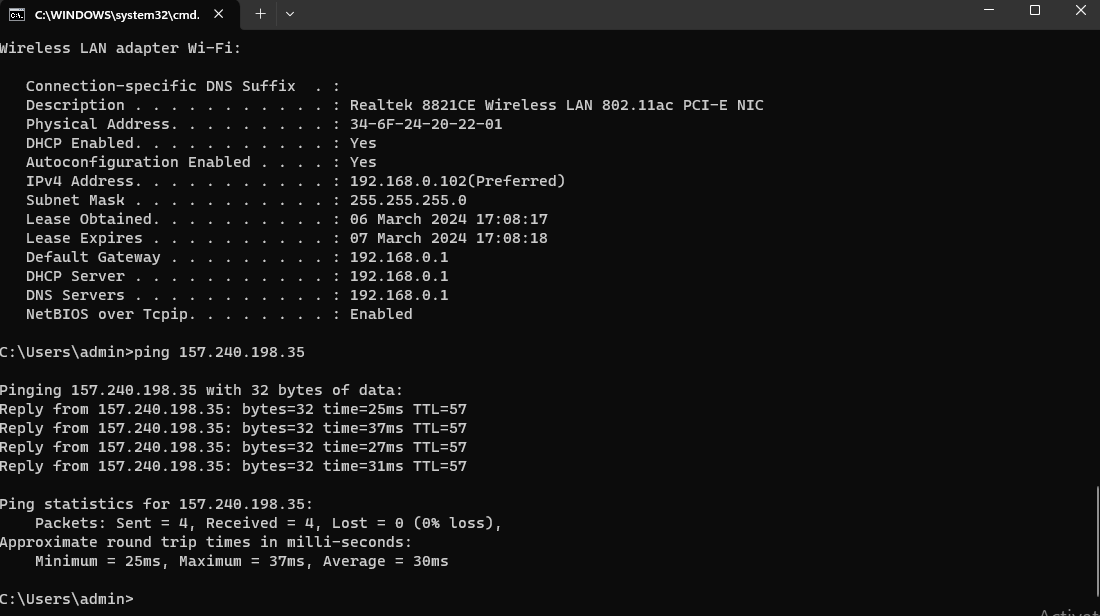 C:\WINDOWS\system32\cmd.
Wireless LAN adapter Wi-Fi:
Connection-specific DNS Suffix  . :
Description . . . . . . . . . . . : Realtek 8821CE Wireless LAN 802.11ac PCI-E NIC
Physical Address. . . . . . . . . : 34-6F-24-20-22-01
DHCP Enabled. . . . . . . . . . . : Yes
Autoconfiguration Enabled . . . . : Yes
IPv4 Address. . . . . . . . . . . : 192.168.0.102(Preferred)
Subnet Mask . . . . . . . . . . . : 255.255.255.0
Lease Obtained. . . . . . . . . . : 06 March 2024 17:08:17
Lease Expires . . . . . . . . . . : 07 March 2024 17:08:18
Default Gateway . . . . . . . . . : 192.168.0.1
DHCP Server . . . . . . . . . . . : 192.168.0.1
DNS Servers . . . . . . . . . . . : 192.168.0.1
NetBIOS over Tcpip. . . . . . . . : Enabled
C:\Users\admin>ping 157.240.198.35
Pinging 157.240.198.35 with 32 bytes of data:
Reply from 157.240.198.35: bytes=32 time=25ms TTL=57
Reply from 157.240.198.35: bytes=32 time=37ms TTL=57
Reply from 157.240.198.35: bytes=32 time=27ms TTL=57
Reply from 157.240.198.35: bytes=32 time=31ms TTL=57
Ping statistics for 157.240.198.35:
Packets: Sent = 4, Received = 4, Lost = 0 (0% loss),
Approximate round trip times in milli-seconds:
Minimum = 25ms, Maximum = 37ms, Average = 30ms
C:\Users\admin>